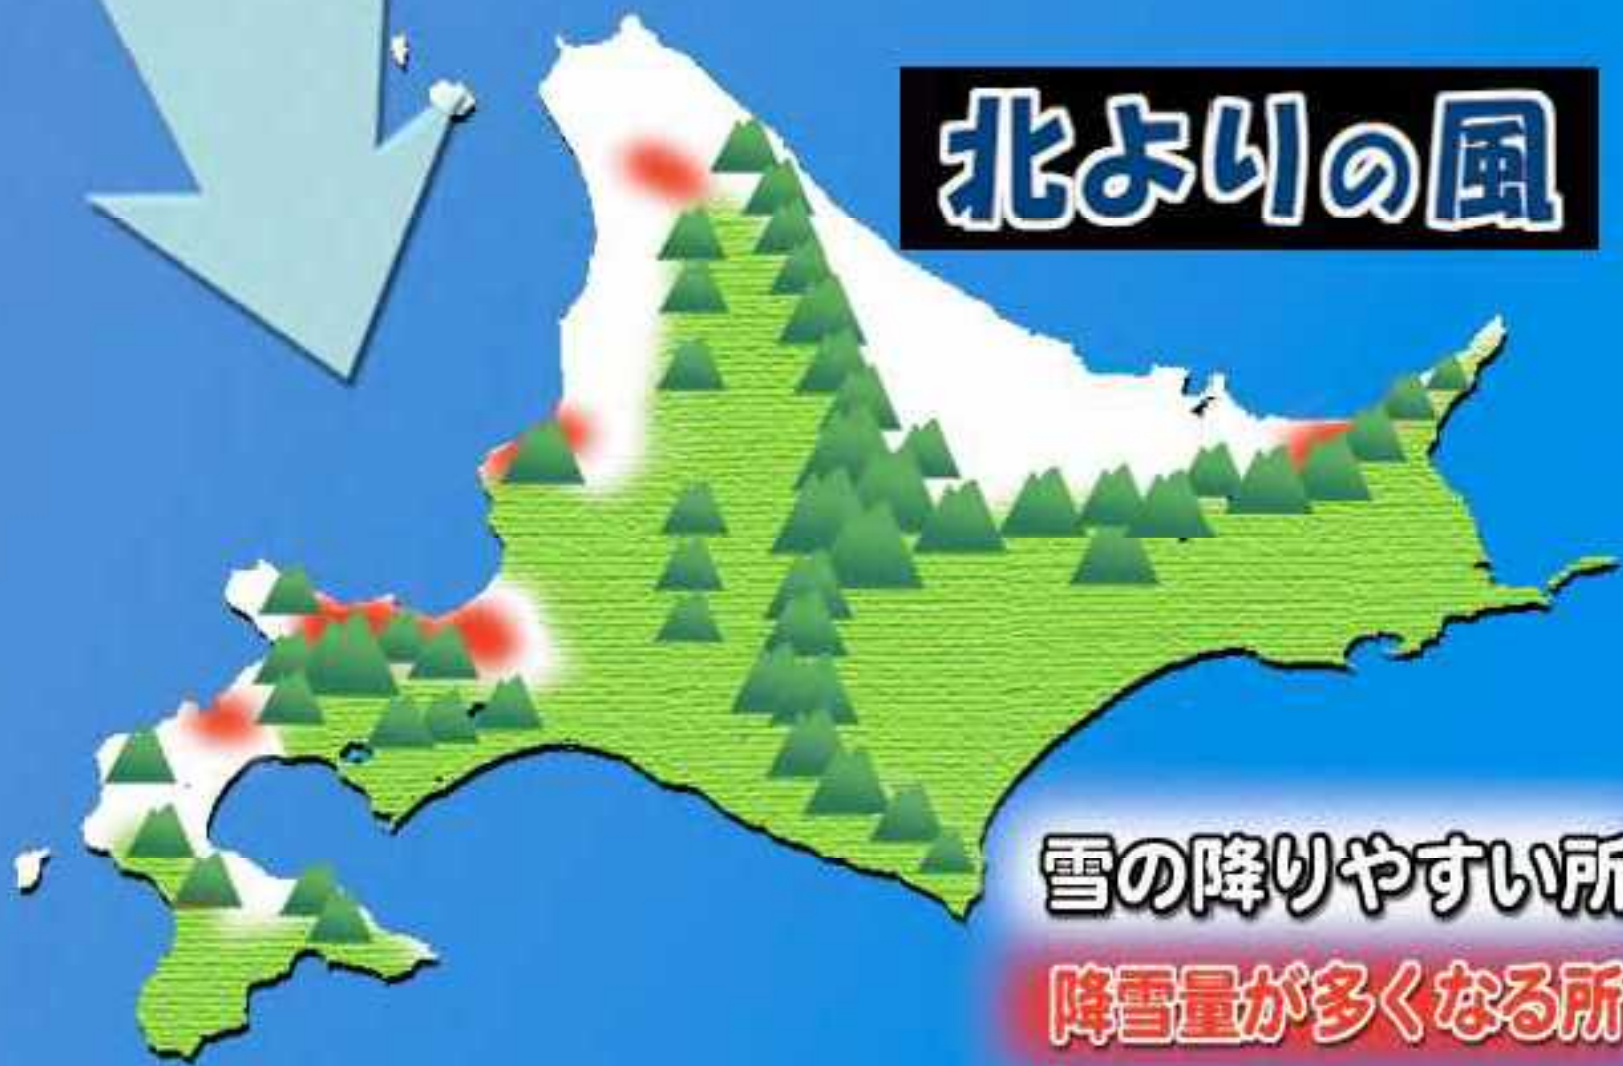 北よりの風
雪の降りやすい所
降雪量が多くなる所